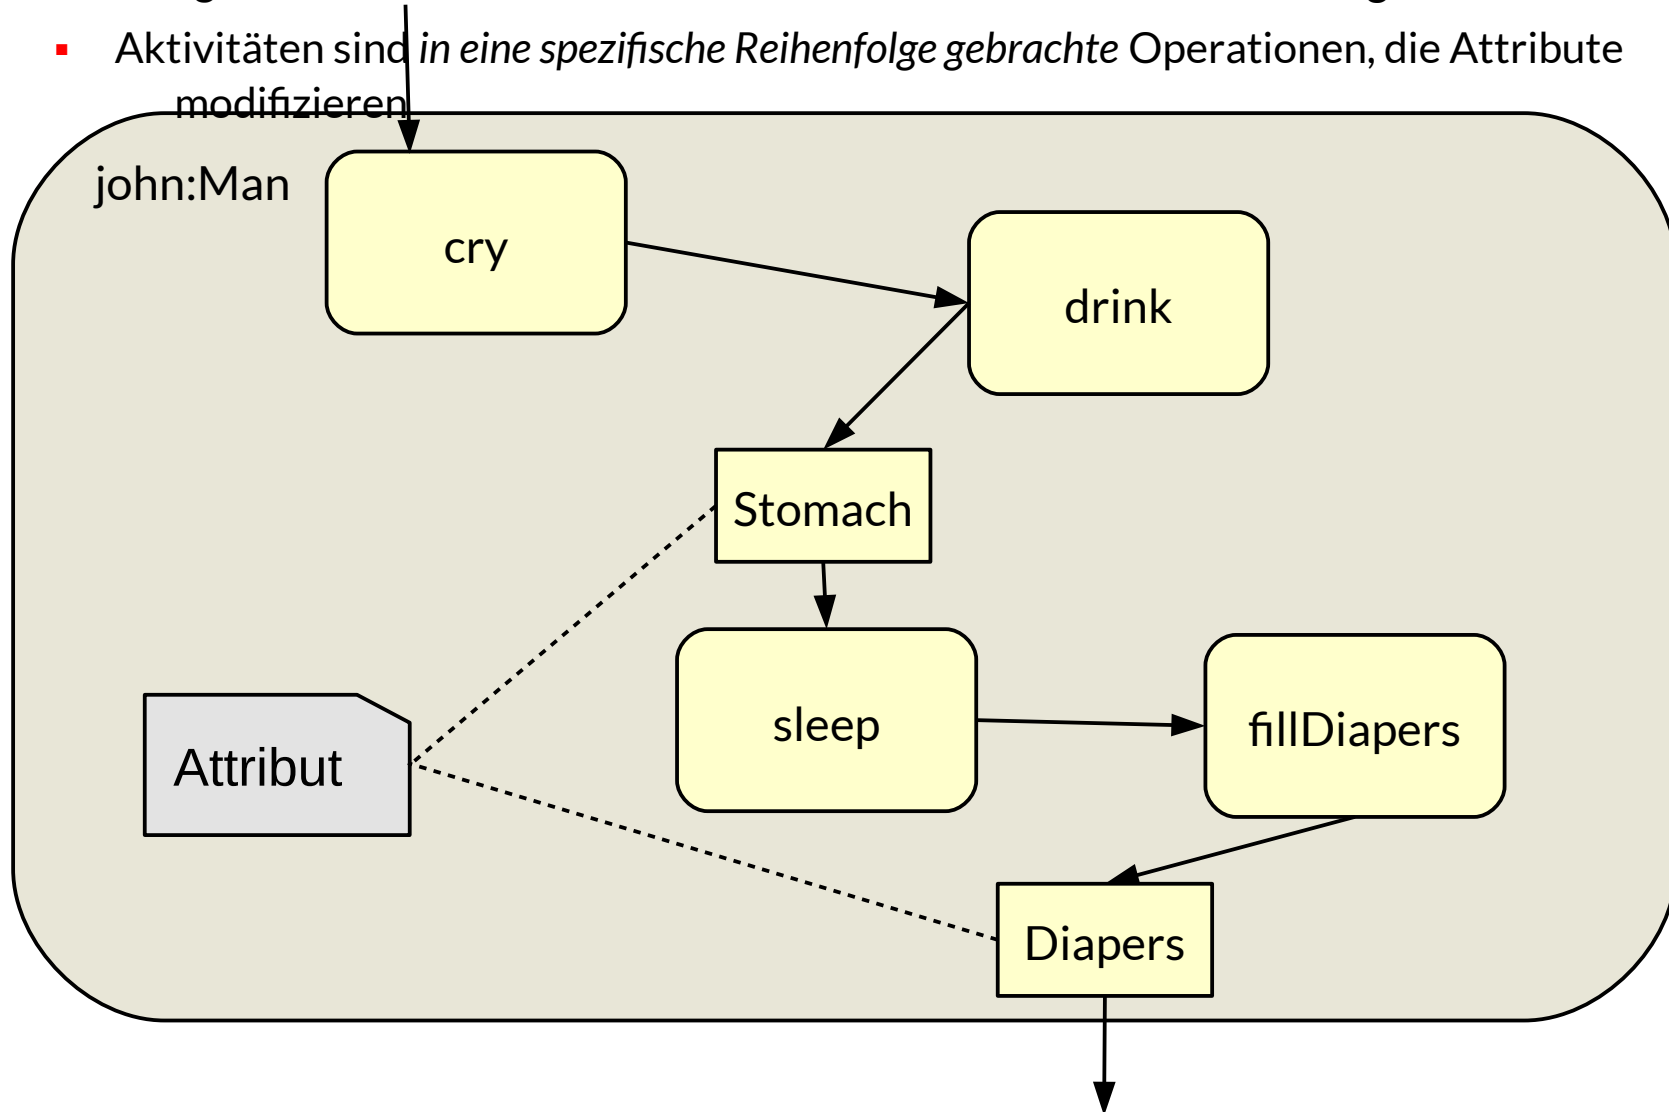 Aktivitäten sind in eine spezifische Reihenfolge gebrachte Operationen, die Attribute
modifizieren
john:Man
cry
drink
Stomach
sleep
fillDiapers
Attribut
Diapers